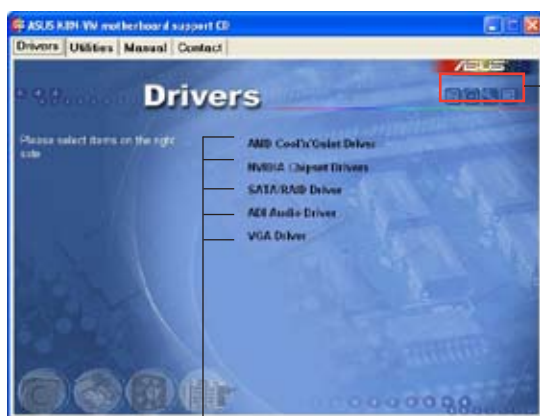 ASUS K8N-VM motherboard support CD
Drivers Utilities Manual Contact
ASUS
Drivers
Please select items on the right
side
AMD Cool'n'Quiet Driver
NVIDIA Chipset Drivers
SATA/RAID Driver
ADI Audio Driver
VGA Driver